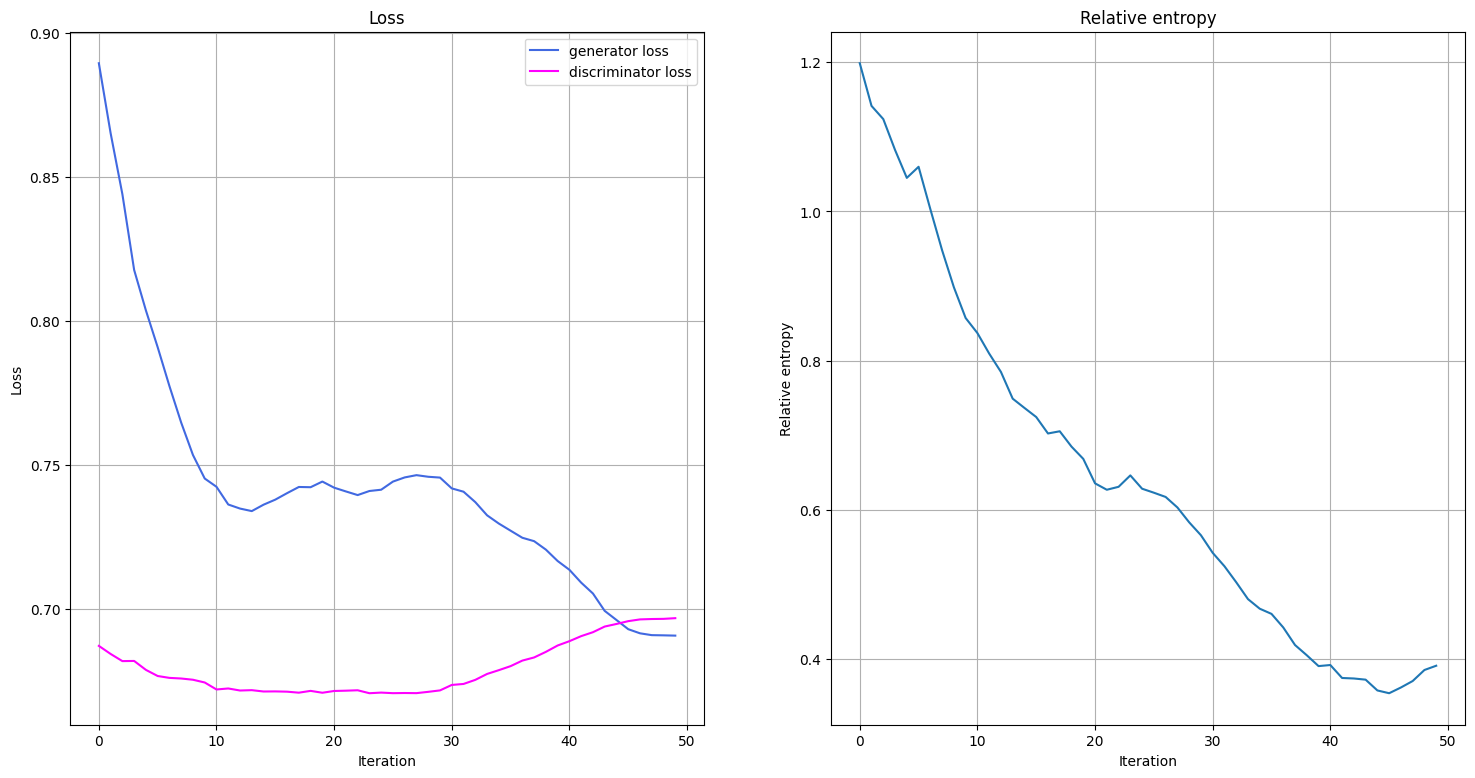 Loss
0.90
0.85
0.80
0.75
0.70
Loss
generator loss
discriminator loss
0 10 20 30 40 50
Iteration
Relative entropy
1.2
1.0
0.8
0.6
0.4
Relative entropy
0 10 20 30 40 50
Iteration